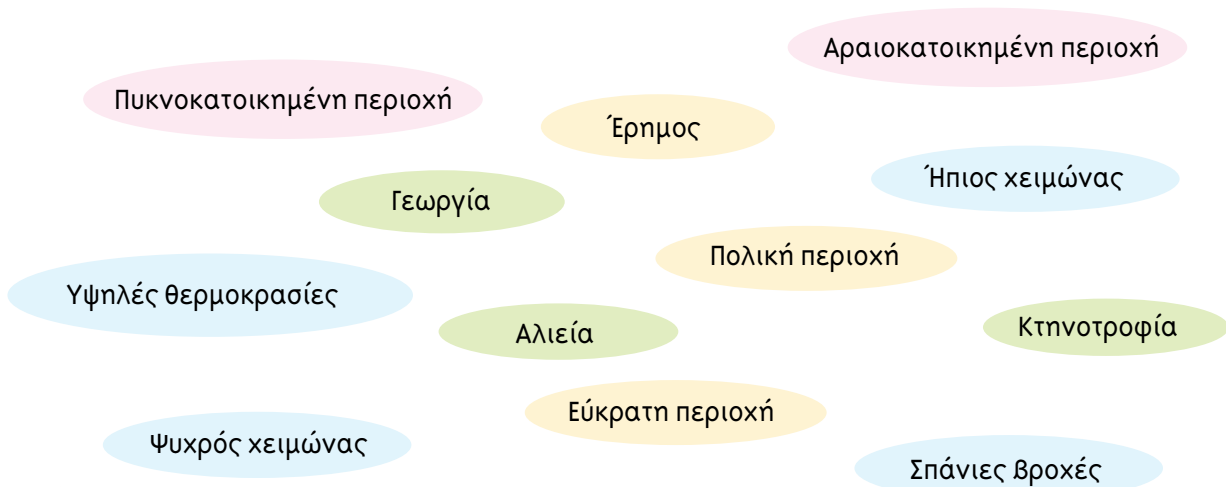 Αραιοκατοικημένη περιοχή
Πυκνοκατοικημένη περιοχή
Έρημος
Ήπιος χειμώνας
Γεωργία
Πολική περιοχή
Υψηλές θερμοκρασίες
Αλιεία
Κτηνοτροφία
Εύκρατη περιοχή
Ψυχρός χειμώνας
Σπάνιες βροχές